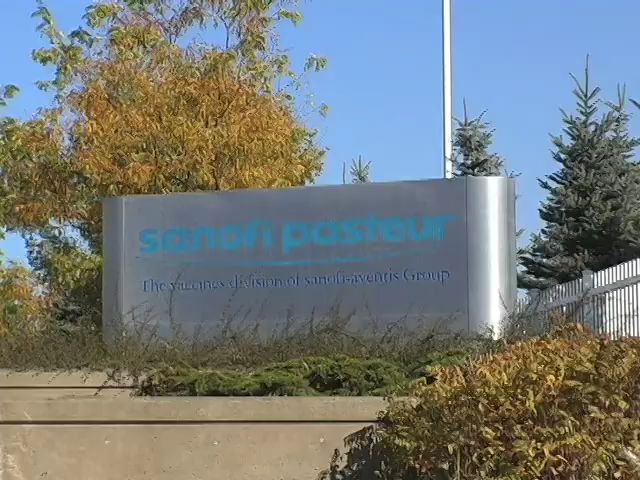 sanofi pasteur
The vaccines division of sanofi-aventis Group